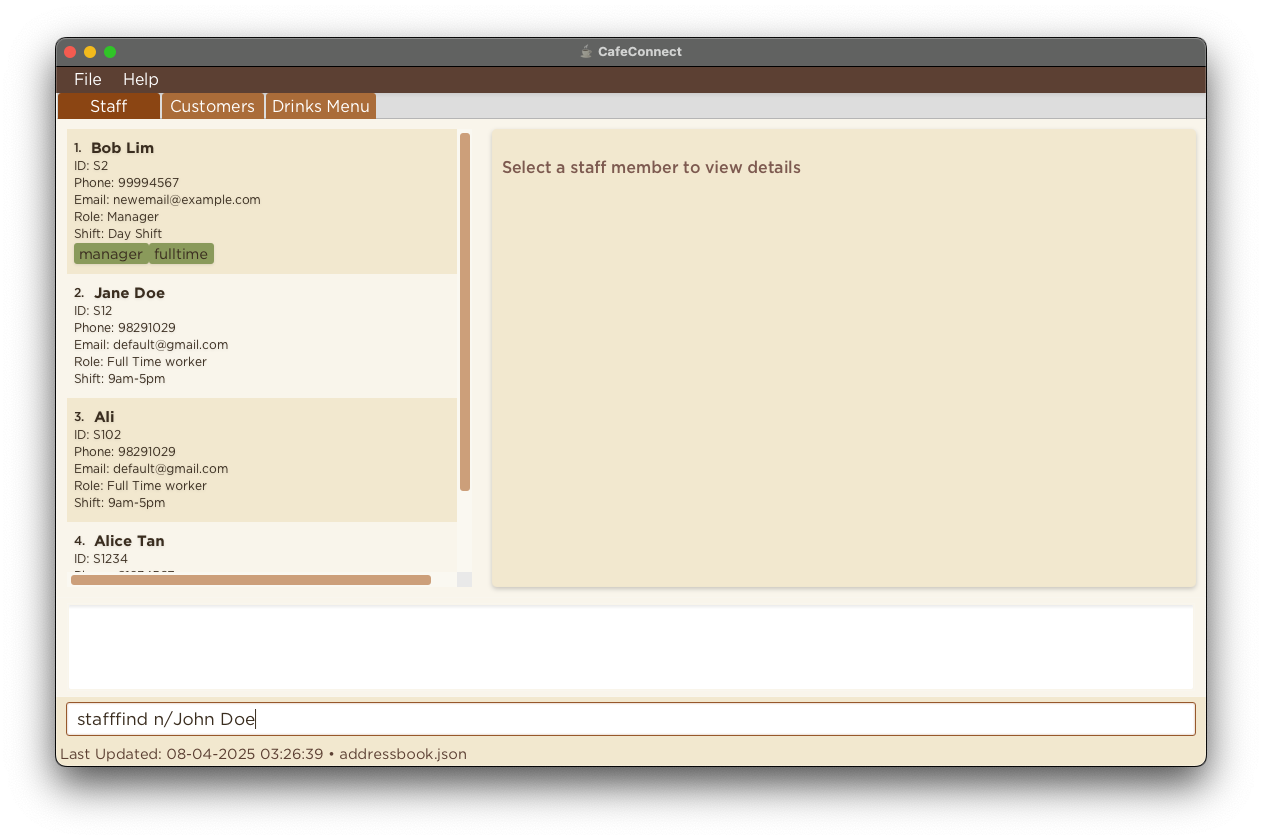 CafeConnect
File Help
Staff Customers Drinks Menu
1. Bob Lim
ID: S2
Phone: 99994567
Email: newemail@example.com
Role: Manager
Shift: Day Shift
manager fulltime
2. Jane Doe
ID: S12
Phone: 98291029
Email: default@gmail.com
Role: Full Time worker
Shift: 9am-5pm
3. Ali
ID: S102
Phone: 98291029
Email: default@gmail.com
Role: Full Time worker
Shift: 9am-5pm
4. Alice Tan
ID: S1234
Select a staff member to view details
stafffind n/John Doe
Last Updated: 08-04-2025 03:26:39 • addressbook.json